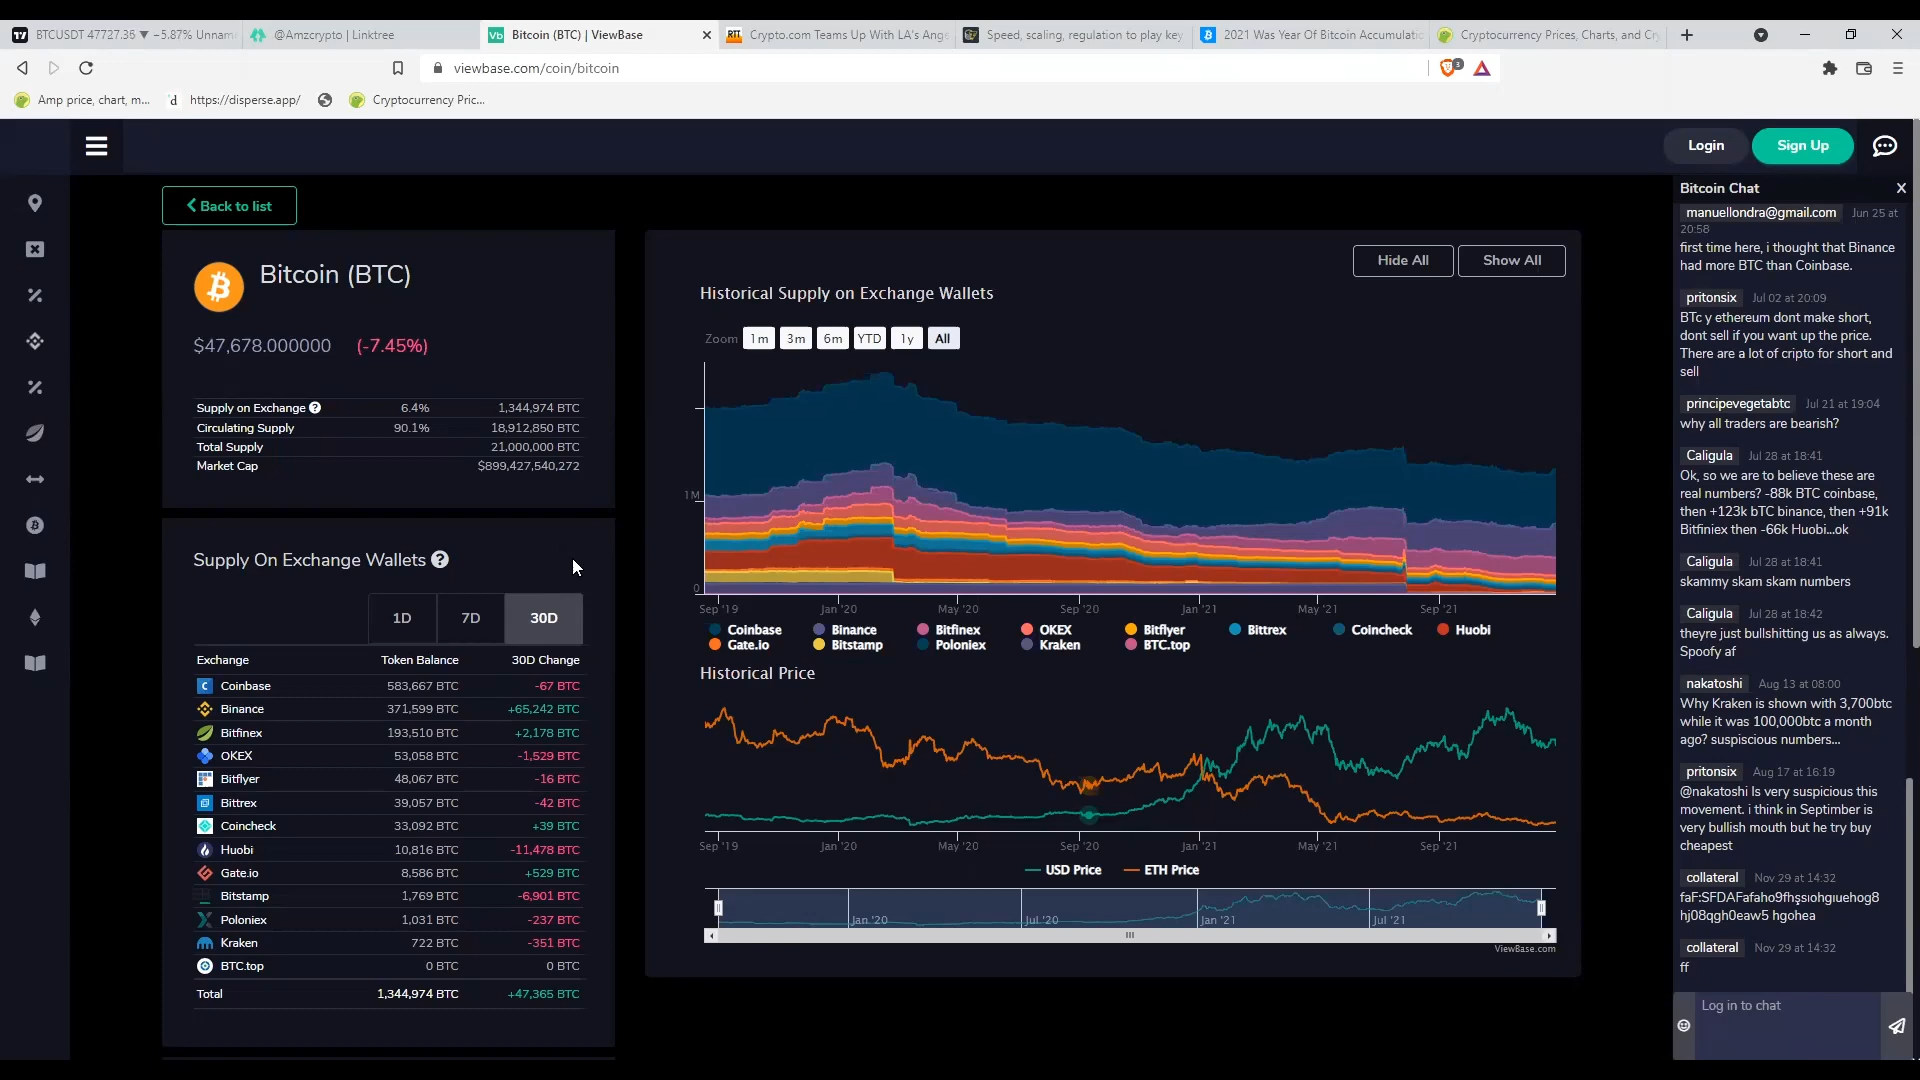 BTCUSDT 47727.36 ▼ −5.87% Unnam
@Amzcrypto | Linktree
Bitcoin (BTC) | ViewBase
Crypto.com Teams Up With LA's Ange
Speed, scaling, regulation to play key
2021 Was Year Of Bitcoin Accumulatic
Cryptocurrency Prices, Charts, and Cry
viewbase.com/coin/bitcoin
3
Amp price, chart, m...
https://disperse.app/
Cryptocurrency Pric...
Login
Sign Up
Back to list
Bitcoin (BTC)
$47,678.000000 (-7.45%)
Supply on Exchange ? 6.4% 1,344,974 BTC
Circulating Supply 90.1% 18,912,850 BTC
Total Supply 21,000,000 BTC
Market Cap $899,427,540,272
Supply On Exchange Wallets ?
1D 7D 30D
Exchange Token Balance 30D Change
Coinbase 583,667 BTC -67 BTC
Binance 371,599 BTC +65,242 BTC
Bitfinex 193,510 BTC +2,178 BTC
OKEX 53,058 BTC -1,529 BTC
Bitflyer 48,067 BTC -16 BTC
Bittrex 39,057 BTC -42 BTC
Coincheck 33,092 BTC +39 BTC
Huobi 10,816 BTC -11,478 BTC
Gate.io 8,586 BTC +529 BTC
Bitstamp 1,769 BTC -6,901 BTC
Poloniex 1,031 BTC -237 BTC
Kraken 722 BTC -351 BTC
BTC.top 0 BTC 0 BTC
Total 1,344,974 BTC +47,365 BTC
Hide All Show All
Historical Supply on Exchange Wallets
Zoom 1m 3m 6m YTD 1y All
1M
0
Sep '19 Jan '20 May '20 Sep '20 Jan '21 May '21 Sep '21
Coinbase Binance Bitfinex OKEX Bitflyer Bittrex Coincheck Huobi
Gate.io Bitstamp Poloniex Kraken BTC.top
Historical Price
Sep '19 Jan '20 May '20 Sep '20 Jan '21 May '21 Sep '21
USD Price ETH Price
Jan '20 Jul '20 Jan '21 Jul '21
ViewBase.com
Bitcoin Chat X
manuellondra@gmail.com Jun 25 at
20:58
first time here, i thought that Binance
had more BTC than Coinbase.
pritonsix Jul 02 at 20:09
BTc y ethereum dont make short,
dont sell if you want up the price.
There are a lot of cripto for short and
sell
principevegetabtc Jul 21 at 19:04
why all traders are bearish?
Caligula Jul 28 at 18:41
Ok, so we are to believe these are
real numbers? -88k BTC coinbase,
then +123k bTC binance, then +91k
Bitfiniex then -66k Huobi...ok
Caligula Jul 28 at 18:41
skammy skam skam numbers
Caligula Jul 28 at 18:42
theyre just bullshitting us as always.
Spoofy af
nakatoshi Aug 13 at 08:00
Why Kraken is shown with 3,700btc
while it was 100,000btc a month
ago? suspiscious numbers...
pritonsix Aug 17 at 16:19
@nakatoshi Is very suspicious this
movement. i think in Septimber is
very bullish mouth but he try buy
cheapest
collateral Nov 29 at 14:32
faF:SFDAFafaho9fhşsıohgıuehog8
hj08qgh0eaw5 hgohea
collateral Nov 29 at 14:32
ff
Log in to chat